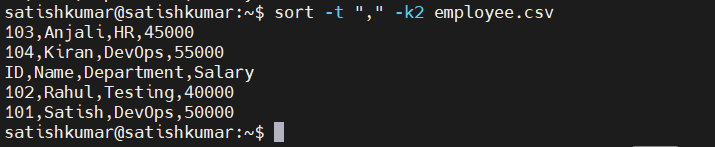 satishkumar@satishkumar:~$ sort -t "," -k2 employee.csv
103,Anjali,HR,45000
104,Kiran,DevOps,55000
ID,Name,Department,Salary
102,Rahul,Testing,40000
101,Satish,DevOps,50000
satishkumar@satishkumar:~$